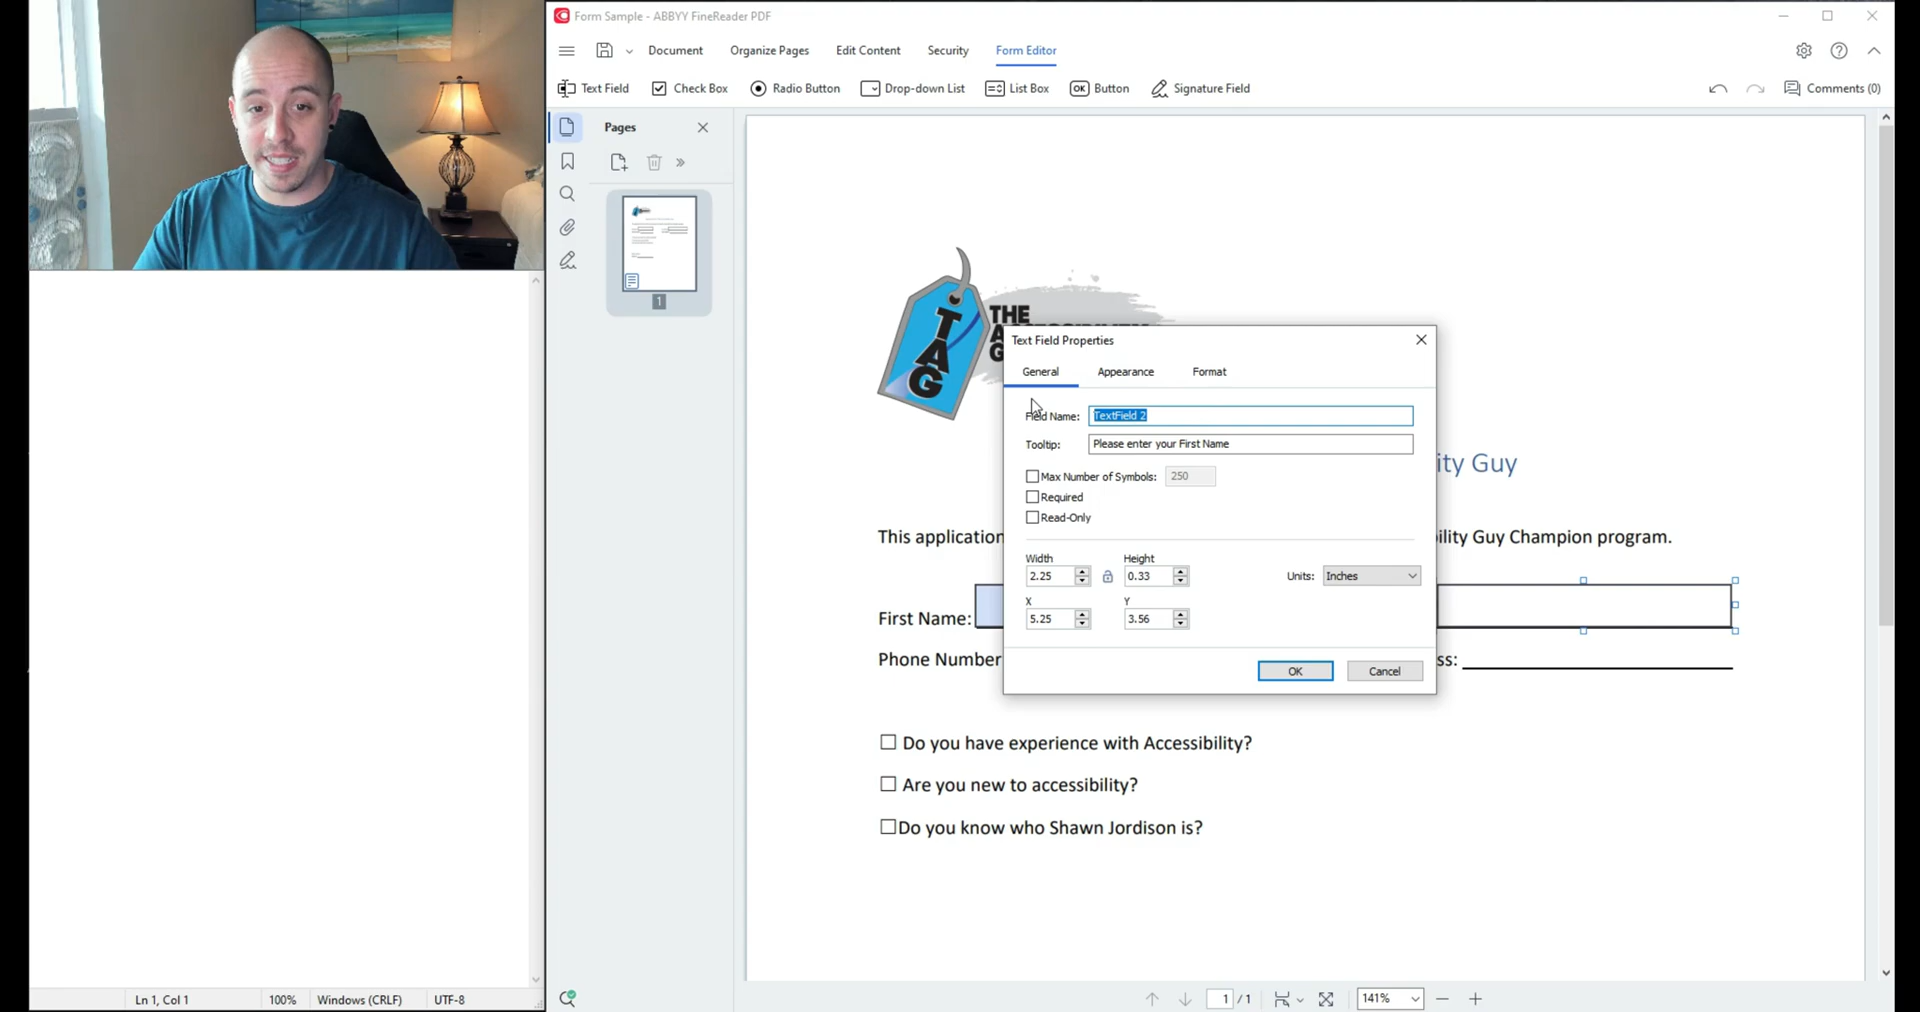 Form Sample - ABBYY FineReader PDF
Document Organize Pages Edit Content Security Form Editor
Text Field Check Box Radio Button Drop-down List List Box OK Button Signature Field Comments (0)
Pages
1
TAG
THE
Text Field Properties
General Appearance Format
Field Name: TextField 2
Tooltip: Please enter your First Name
Max Number of Symbols: 250
Required
Read-Only
Width Height
2.25 0.33 Units: Inches
X Y
5.25 3.56
OK Cancel
ity Guy
This application ility Guy Champion program.
First Name:
Phone Number ss:
Do you have experience with Accessibility?
Are you new to accessibility?
Do you know who Shawn Jordison is?
Ln 1, Col 1 100% Windows (CRLF) UTF-8
1 / 1 141%